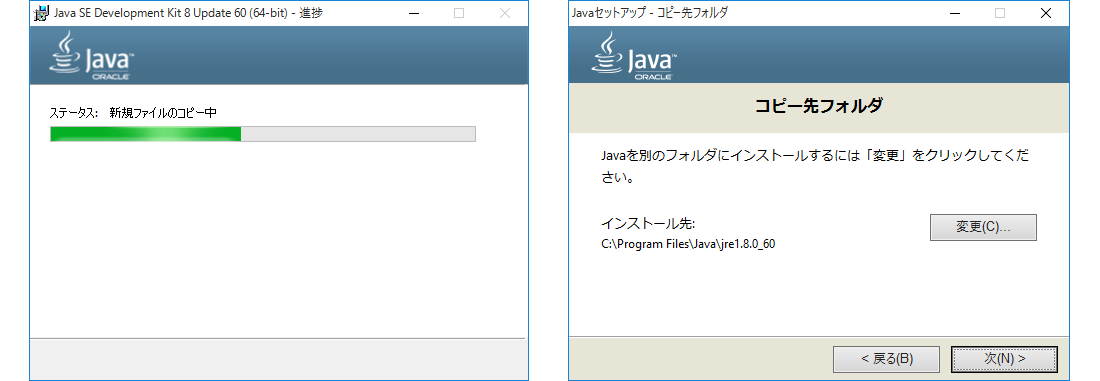 Java SE Development Kit 8 Update 60 (64-bit) - 進捗
Java™
ORACLE
ステータス: 新規ファイルのコピー中
Javaセットアップ - コピー先フォルダ
Java™
ORACLE
コピー先フォルダ
Javaを別のフォルダにインストールするには「変更」をクリックしてくだ
さい。
インストール先:
変更(C)...
C:\Program Files\Java\jre1.8.0_60
< 戻る(B)
次(N) >